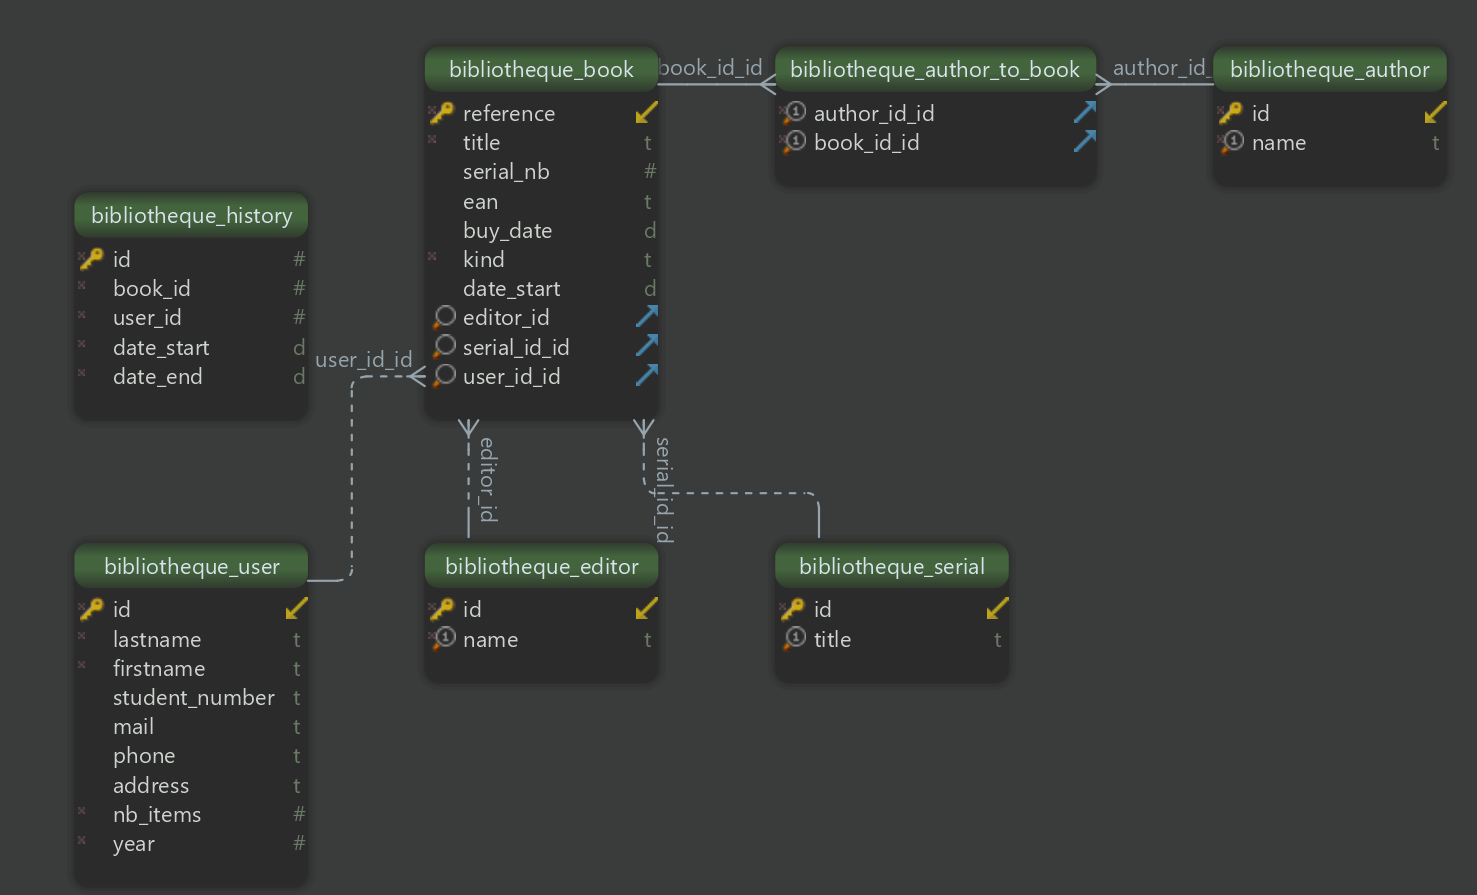 bibliotheque_book
reference
title t
serial_nb #
ean t
buy_date d
kind t
date_start d
editor_id
serial_id_id
user_id_id
book_id_id
bibliotheque_author_to_book
author_id_id
book_id_id
author_id_
bibliotheque_author
id
name t
bibliotheque_history
id #
book_id #
user_id #
date_start d
date_end d
user_id_id
editor_id
serial_id_id
bibliotheque_user
id
lastname t
firstname t
student_number t
mail t
phone t
address t
nb_items #
year #
bibliotheque_editor
id
name t
bibliotheque_serial
id
title t